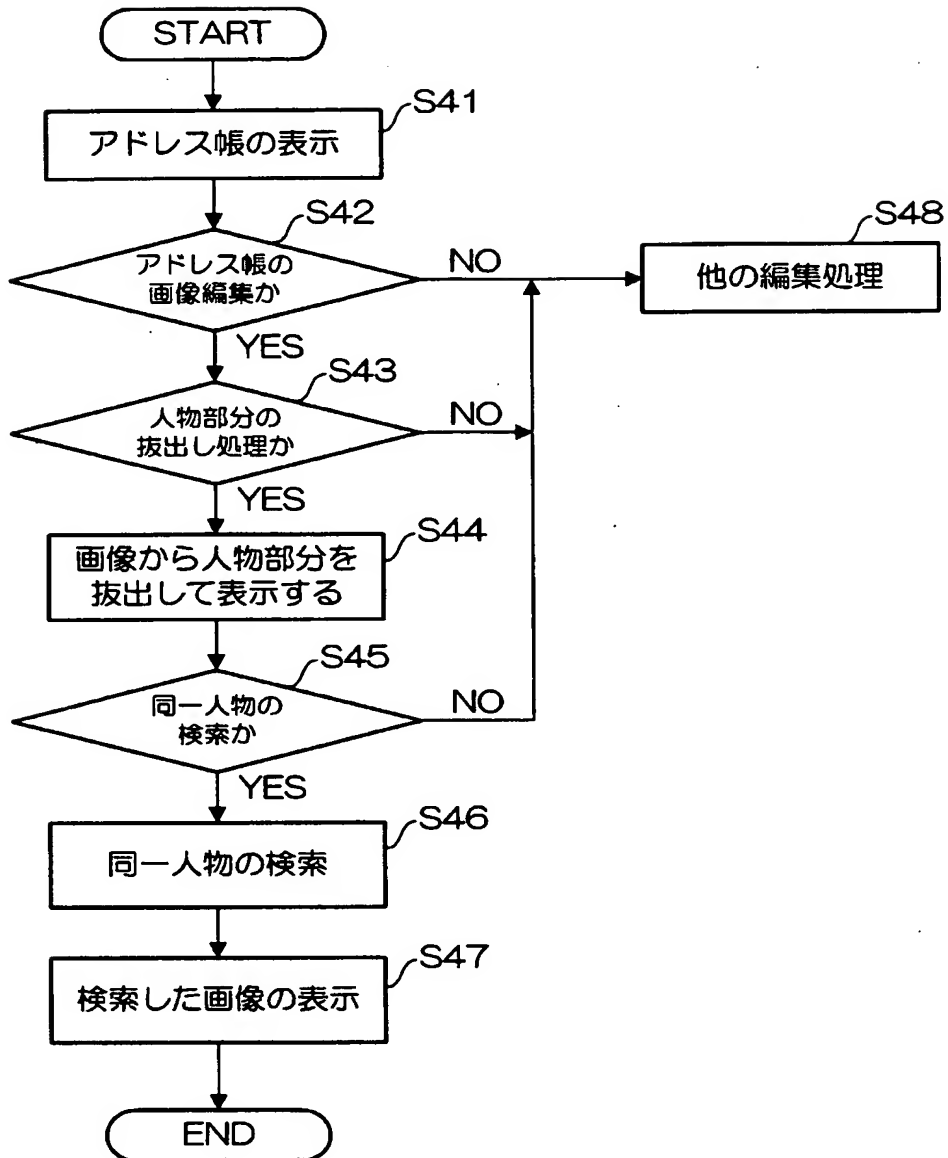 START
S41
アドレス帳の表示
S42
アドレス帳の
画像編集か
NO
S48
他の編集処理
YES
S43
人物部分の
抜出し処理か
NO
YES
S44
画像から人物部分を
抜出して表示する
S45
同一人物の
検索か
NO
YES
S46
同一人物の検索
S47
検索した画像の表示
END